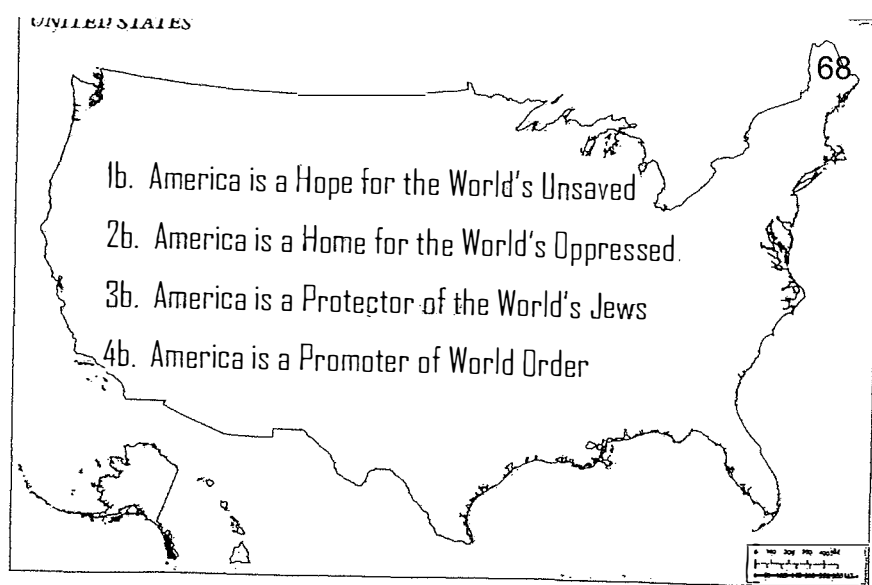 UNITED STATES
68
1b. America is a Hope for the World's Unsaved
2b. America is a Home for the World's Oppressed.
3b. America is a Protector of the World's Jews
4b. America is a Promoter of World Order